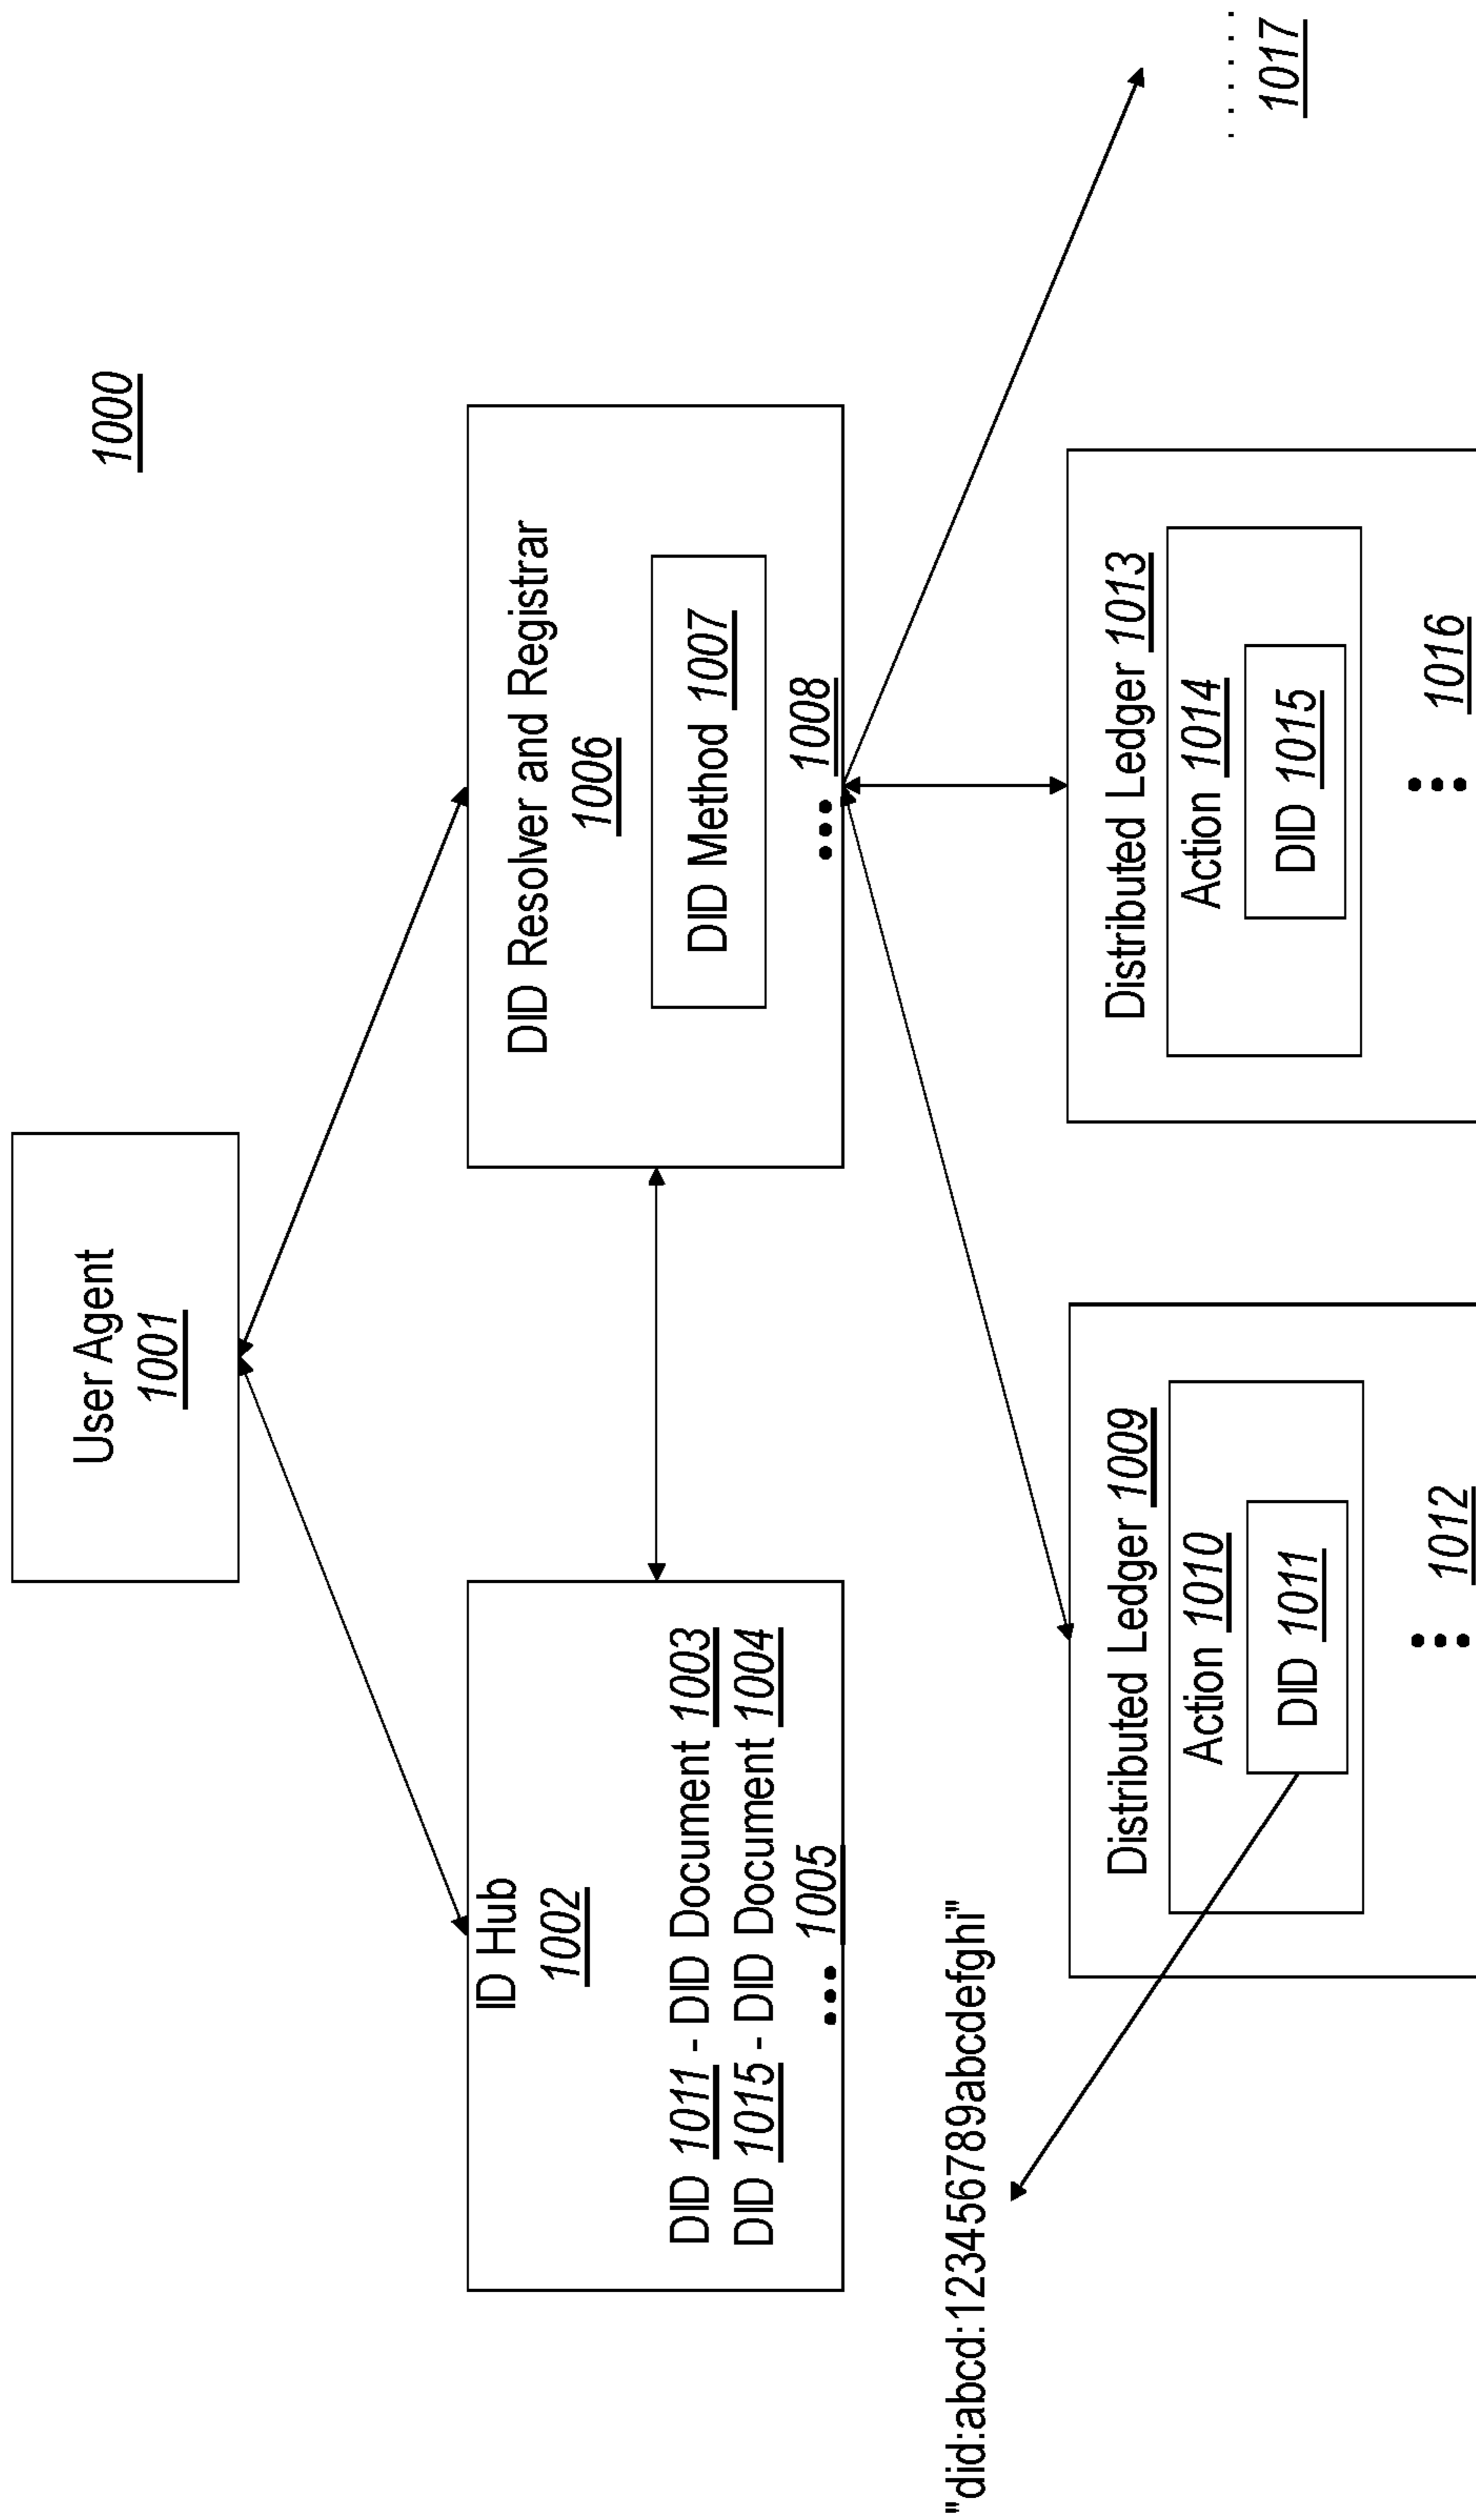 1000
User Agent
1001
ID Hub
1002
DID 1011 - DID Document 1003
DID 1015 - DID Document 1004
••• 1005
DID Resolver and Registrar
1006
DID Method 1007
••• 1008
"did:abcd:123456789abcdefghi"
Distributed Ledger 1009
Action 1010
DID 1011
1012
Distributed Ledger 1013
Action 1014
DID 1015
1016
......
1017